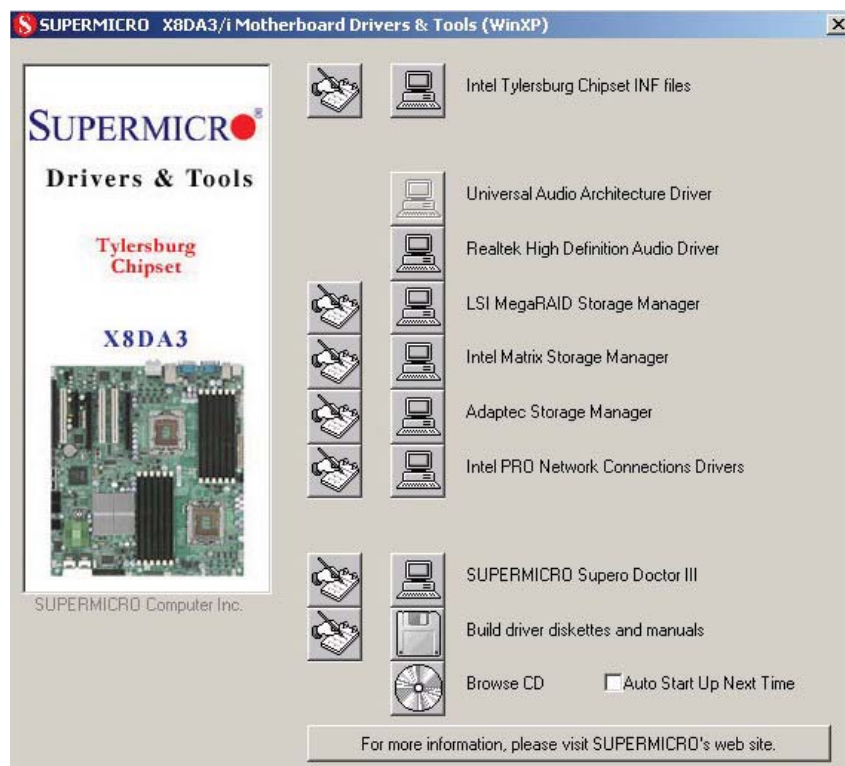 SUPERMICRO X8DA3/i Motherboard Drivers & Tools (WinXP)
SUPERMICRO®
Drivers & Tools
Tylersburg
Chipset
X8DA3
SUPERMICRO Computer Inc.
Intel Tylersburg Chipset INF files
Universal Audio Architecture Driver
Realtek High Definition Audio Driver
LSI MegaRAID Storage Manager
Intel Matrix Storage Manager
Adaptec Storage Manager
Intel PRO Network Connections Drivers
SUPERMICRO Supero Doctor III
Build driver diskettes and manuals
Browse CD Auto Start Up Next Time
For more information, please visit SUPERMICRO's web site.